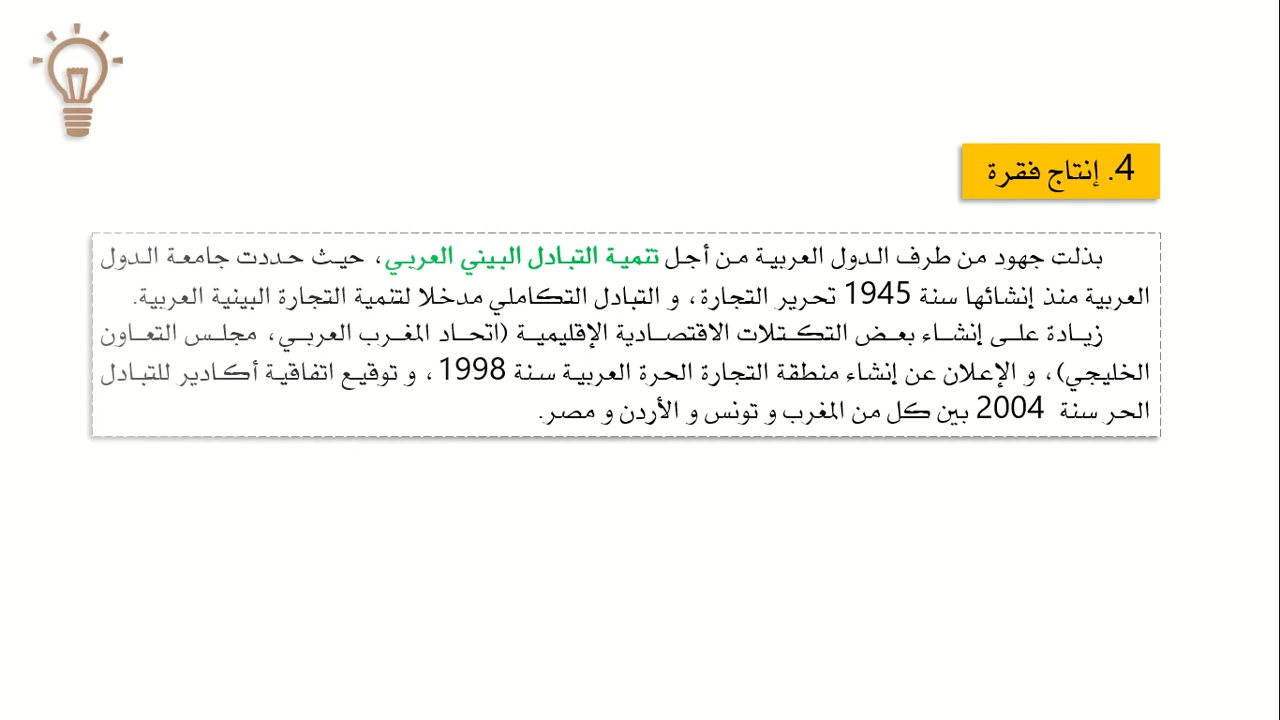 4. إنتاج فقرة
بذلت جهود من طرف الدول العربية من أجل تنمية التبادل البيني العربي، حيث حددت جامعة الدول
العربية منذ إنشائها سنة 1945 تحرير التجارة، و التبادل التكاملي مدخلا لتنمية التجارة البينية العربية.
زيادة على إنشاء بعض التكتلات الاقتصادية الإقليمية (اتحاد المغرب العربي، مجلس التعاون
الخليجي)، و الإعلان عن إنشاء منطقة التجارة الحرة العربية سنة 1998، و توقيع اتفاقية أكادير للتبادل
الحر سنة 2004 بين كل من المغرب و تونس و الأردن و مصر.